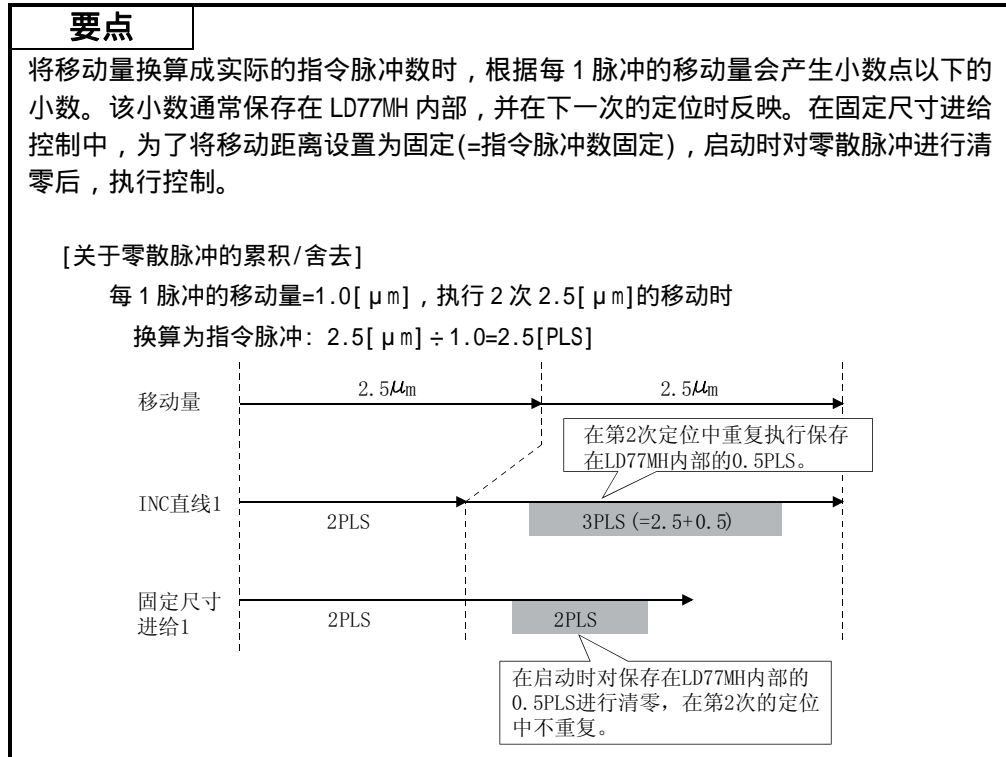 要点
将移动量换算成实际的指令脉冲数时，根据每 1 脉冲的移动量会产生小数点以下的
小数。该小数通常保存在 LD77MH 内部，并在下一次的定位时反映。在固定尺寸进给
控制中，为了将移动距离设置为固定(=指令脉冲数固定)，启动时对零散脉冲进行清
零后，执行控制。
[关于零散脉冲的累积/舍去]
每 1 脉冲的移动量=1.0[μm]，执行 2 次 2.5[μm]的移动时
换算为指令脉冲：2.5[μm]÷1.0=2.5[PLS]
2.5μm 2.5μm
移动量
在第2次定位中重复执行保存
在LD77MH内部的0.5PLS。
INC直线1
2PLS 3PLS(=2.5+0.5)
固定尺寸
进给1
2PLS 2PLS
在启动时对保存在LD77MH内部的
0.5PLS进行清零，在第2次的定位
中不重复。